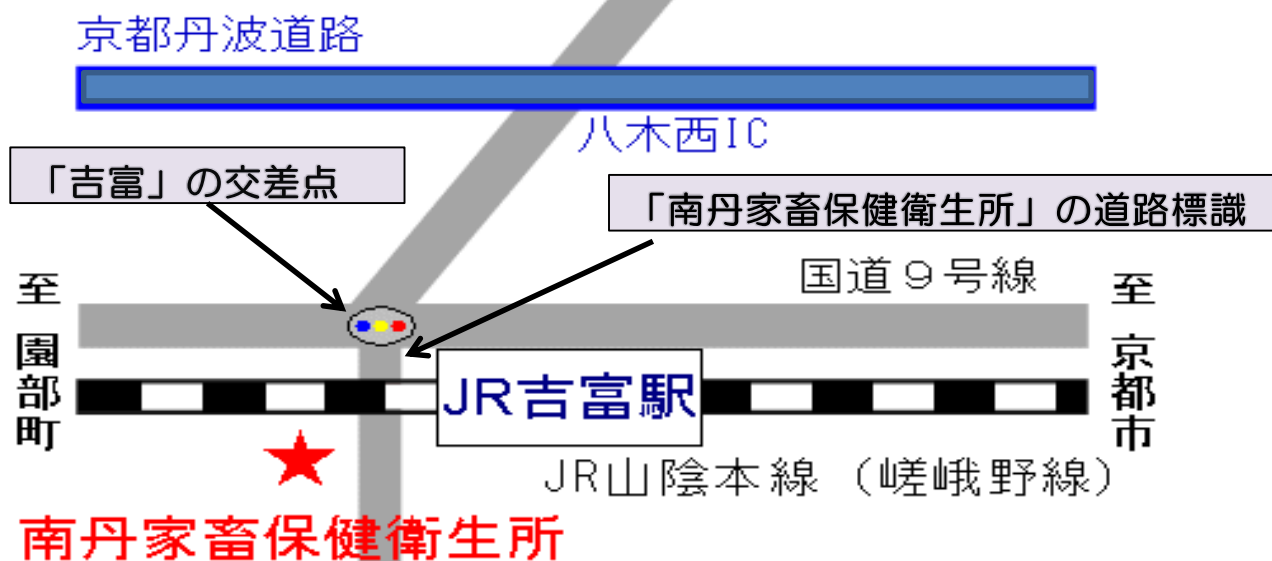 京都丹波道路
八木西IC
「吉富」の交差点
「南丹家畜保健衛生所」の道路標識
国道９号線
至 園部町
至 京都市
JR吉富駅
JR山陰本線（嵯峨野線）
南丹家畜保健衛生所